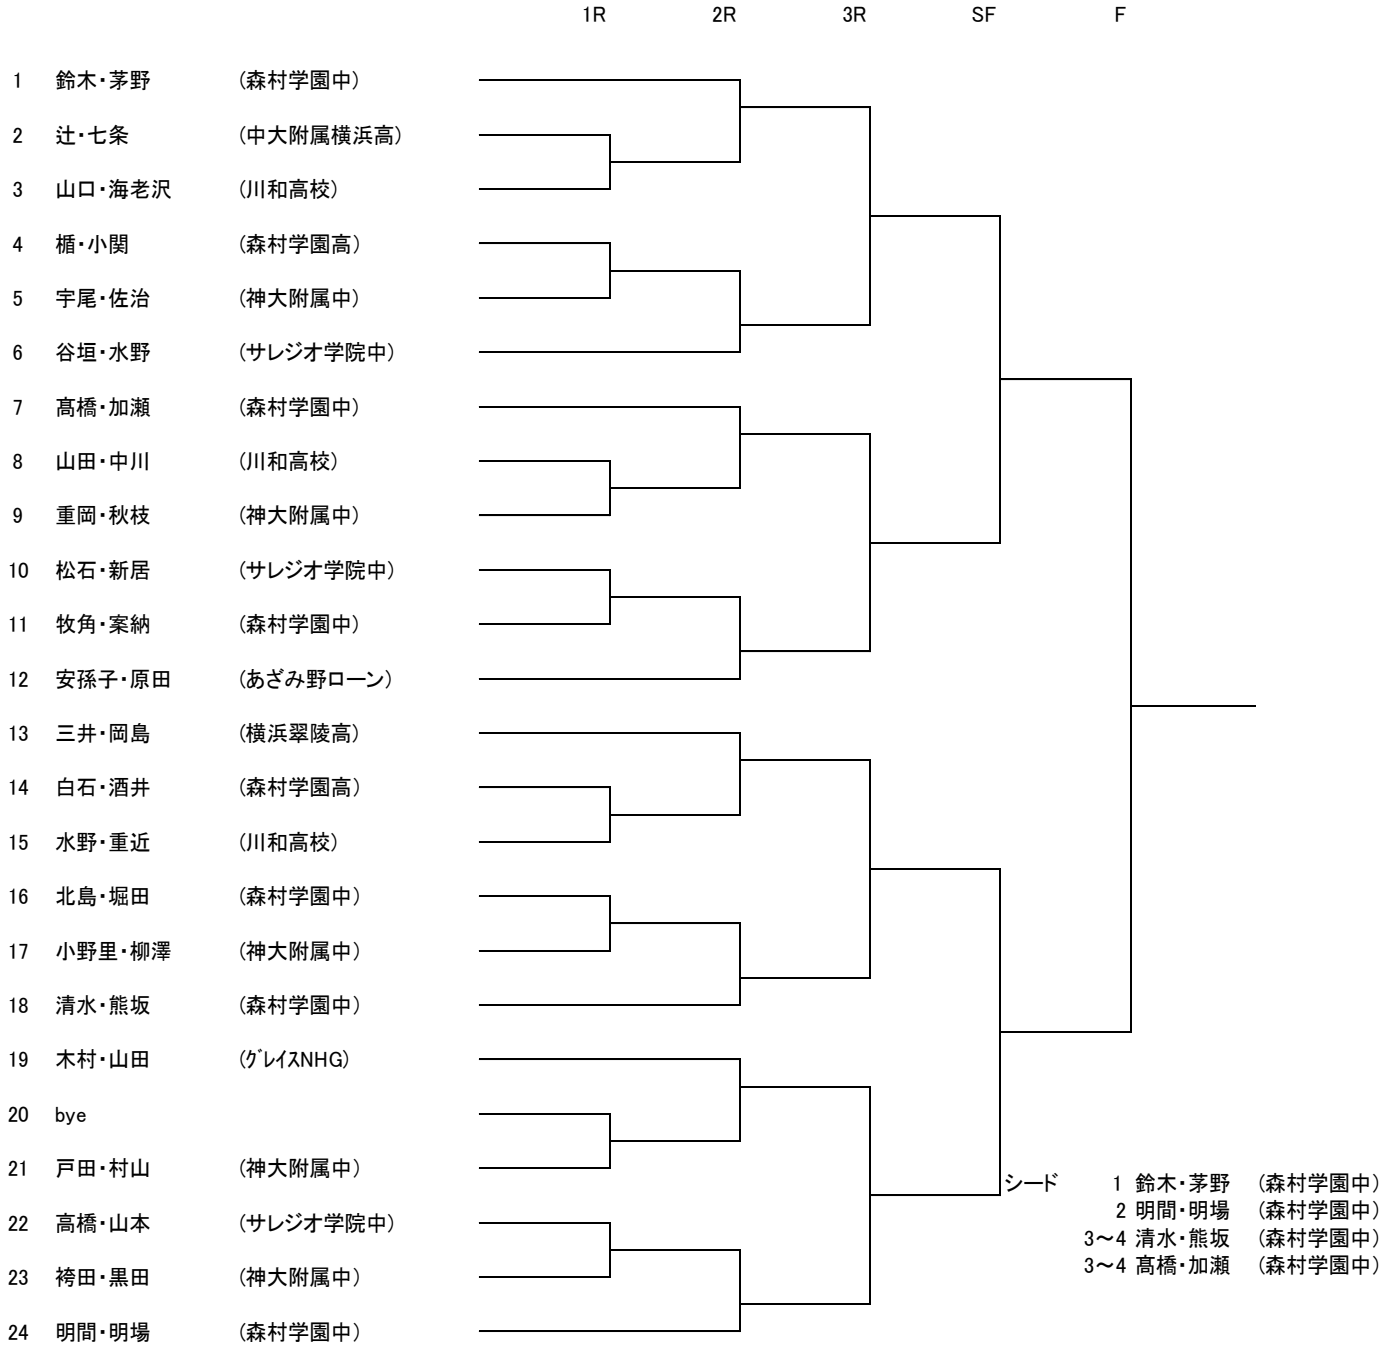 1R 2R 3R SF F
1 鈴木・茅野 (森村学園中)
2 辻・七条 (中大附属横浜高)
3 山口・海老沢 (川和高校)
4 楯・小関 (森村学園高)
5 宇尾・佐治 (神大附属中)
6 谷垣・水野 (サレジオ学院中)
7 髙橋・加瀬 (森村学園中)
8 山田・中川 (川和高校)
9 重岡・秋枝 (神大附属中)
10 松石・新居 (サレジオ学院中)
11 牧角・案納 (森村学園中)
12 安孫子・原田 (あざみ野ローン)
13 三井・岡島 (横浜翠陵高)
14 白石・酒井 (森村学園高)
15 水野・重近 (川和高校)
16 北島・堀田 (森村学園中)
17 小野里・柳澤 (神大附属中)
18 清水・熊坂 (森村学園中)
19 木村・山田 (ｸﾞﾚｲｽNHG)
20 bye
21 戸田・村山 (神大附属中)
22 高橋・山本 (サレジオ学院中)
23 袴田・黒田 (神大附属中)
24 明間・明場 (森村学園中)
シード 1 鈴木・茅野 (森村学園中)
2 明間・明場 (森村学園中)
3～4 清水・熊坂 (森村学園中)
3～4 髙橋・加瀬 (森村学園中)